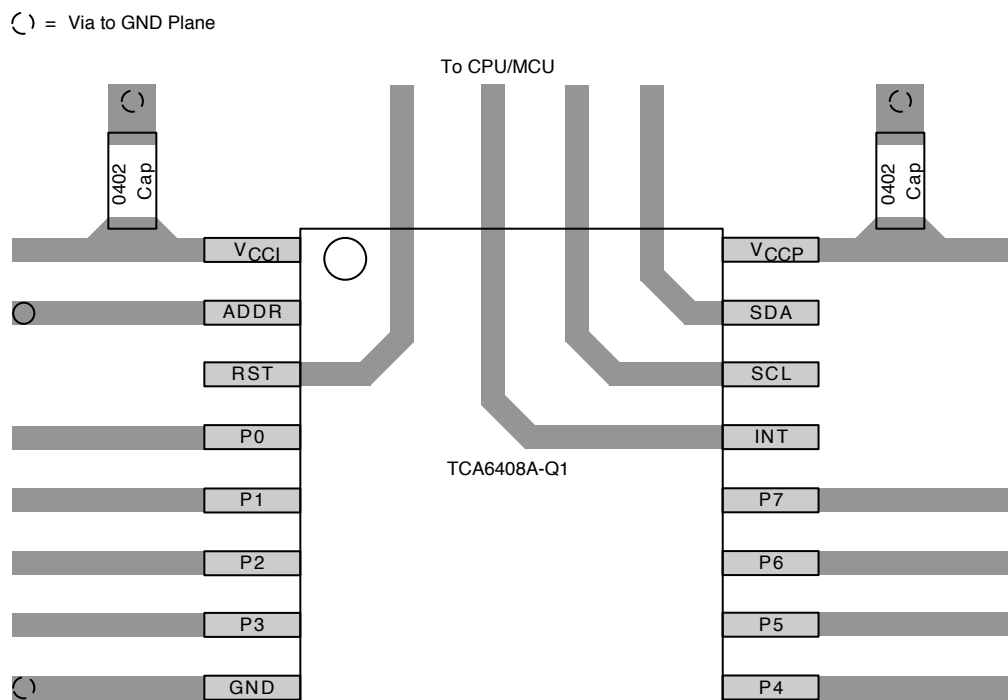 = Via to GND Plane
To CPU/MCU
0402
Cap
0402
Cap
VCCI
VCCP
ADDR
SDA
RST
SCL
P0
INT
TCA6408A-Q1
P1
P7
P2
P6
P3
P5
GND
P4